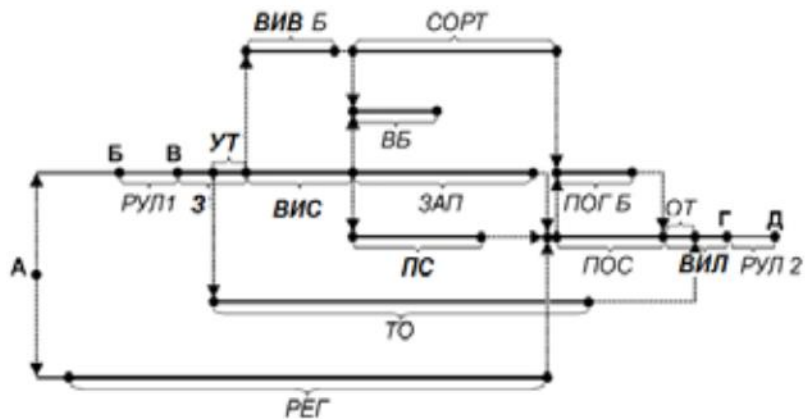 ВИВ Б СОРТ
ВБ
УТ
Б В
РУЛ1 З ВИС ЗАП ПОГ Б ОТ Г Д
А ПС ПОС ВИЛ РУЛ 2
ТО
РЕГ